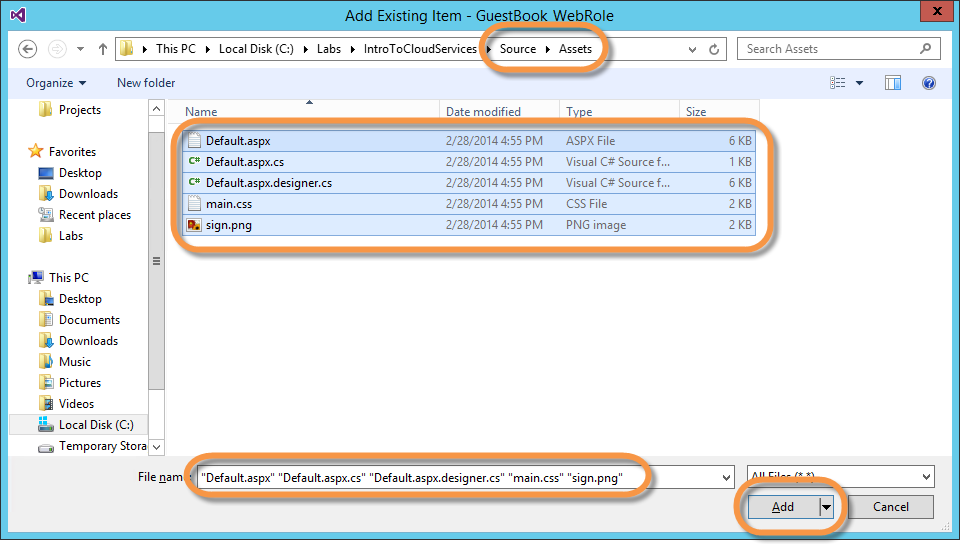 Add Existing Item - GuestBook_WebRole
This PC Local Disk (C:) Labs IntroToCloudServices Source Assets
Search Assets
Organize New folder
Name Date modified Type Size
Projects
Favorites
Desktop
Downloads
Recent places
Labs
This PC
Desktop
Documents
Downloads
Music
Pictures
Videos
Local Disk (C:)
Temporary Stora
Default.aspx 2/28/2014 4:55 PM ASPX File 6 KB
Default.aspx.cs 2/28/2014 4:55 PM Visual C# Source f... 1 KB
Default.aspx.designer.cs 2/28/2014 4:55 PM Visual C# Source f... 6 KB
main.css 2/28/2014 4:55 PM CSS File 2 KB
sign.png 2/28/2014 4:55 PM PNG image 2 KB
File name: "Default.aspx" "Default.aspx.cs" "Default.aspx.designer.cs" "main.css" "sign.png"
All Files (*.*)
Add Cancel